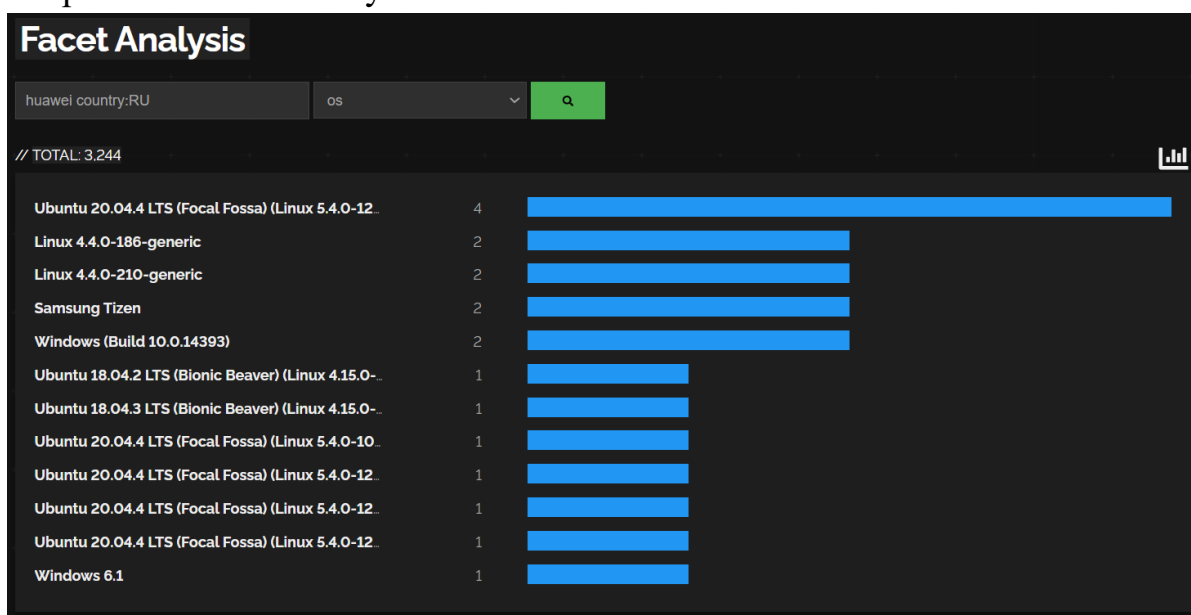 Facet Analysis
huawei country:RU os
// TOTAL: 3,244
Ubuntu 20.04.4 LTS (Focal Fossa) (Linux 5.4.0-12... 4
Linux 4.4.0-186-generic 2
Linux 4.4.0-210-generic 2
Samsung Tizen 2
Windows (Build 10.0.14393) 2
Ubuntu 18.04.2 LTS (Bionic Beaver) (Linux 4.15.0-... 1
Ubuntu 18.04.3 LTS (Bionic Beaver) (Linux 4.15.0-... 1
Ubuntu 20.04.4 LTS (Focal Fossa) (Linux 5.4.0-10... 1
Ubuntu 20.04.4 LTS (Focal Fossa) (Linux 5.4.0-12... 1
Ubuntu 20.04.4 LTS (Focal Fossa) (Linux 5.4.0-12... 1
Ubuntu 20.04.4 LTS (Focal Fossa) (Linux 5.4.0-12... 1
Windows 6.1 1